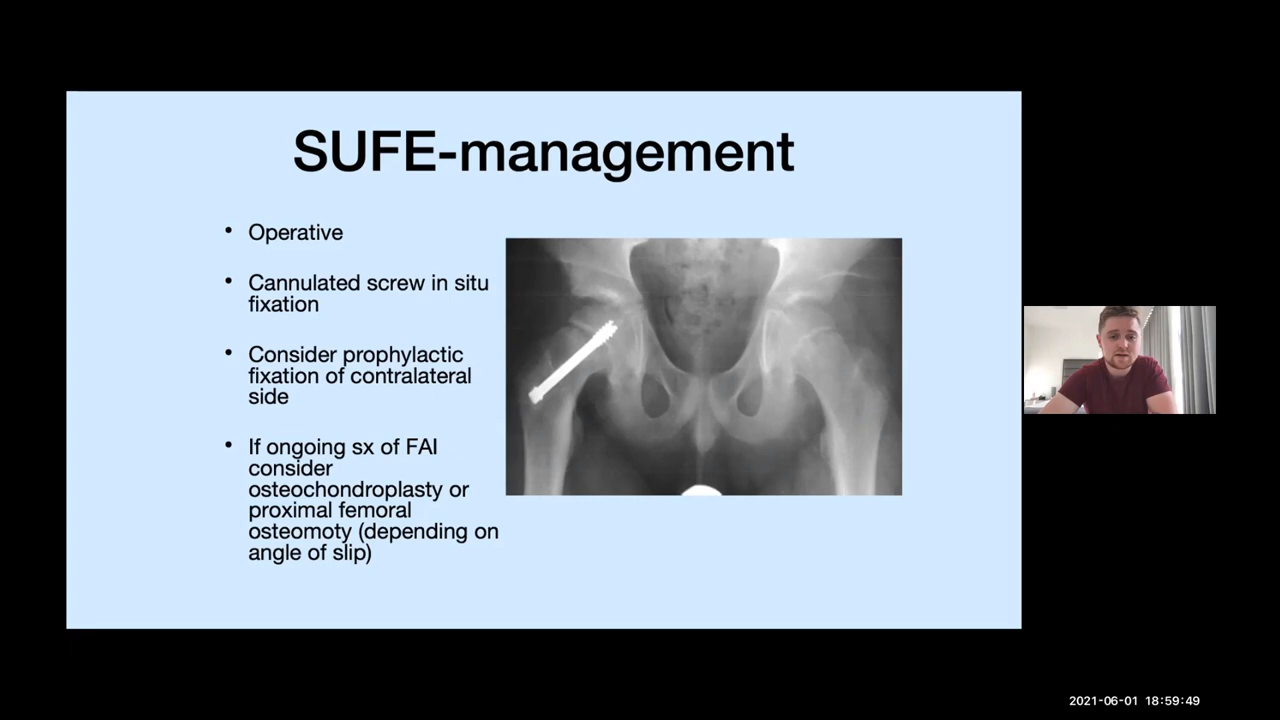 SUFE-management
• Operative
• Cannulated screw in situ
fixation
• Consider prophylactic
fixation of contralateral
side
• If ongoing sx of FAI
consider
osteochondroplasty or
proximal femoral
osteomoty (depending on
angle of slip)
2021-06-01 18:59:49